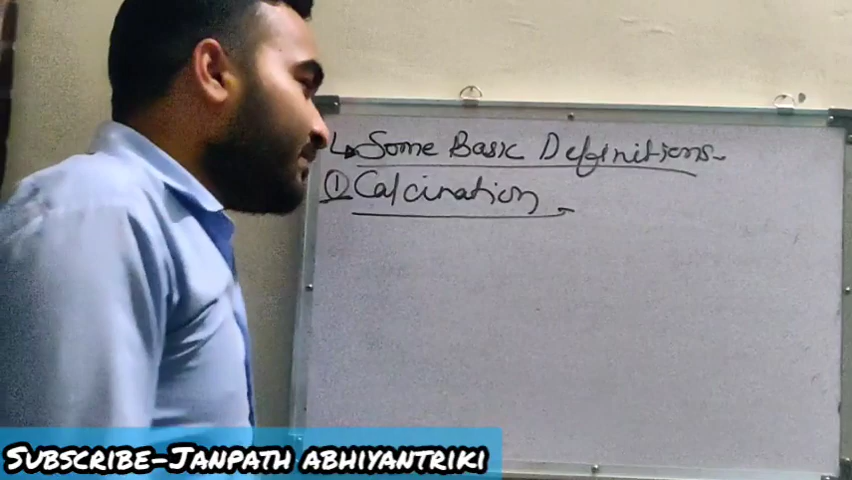 Some Basic Definitions-
① Calcination
SUBSCRIBE-JANPATH ABHIYANTRIKI